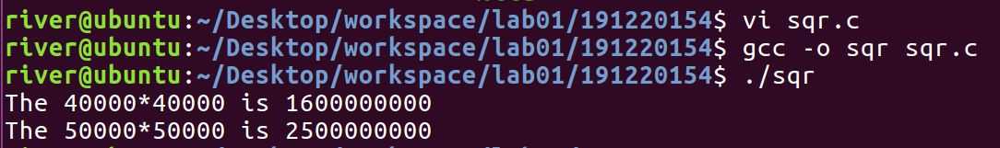 river@ubuntu:~/Desktop/workspace/lab01/191220154$ vi sqr.c
river@ubuntu:~/Desktop/workspace/lab01/191220154$ gcc -o sqr sqr.c
river@ubuntu:~/Desktop/workspace/lab01/191220154$ ./sqr
The 40000*40000 is 1600000000
The 50000*50000 is 2500000000